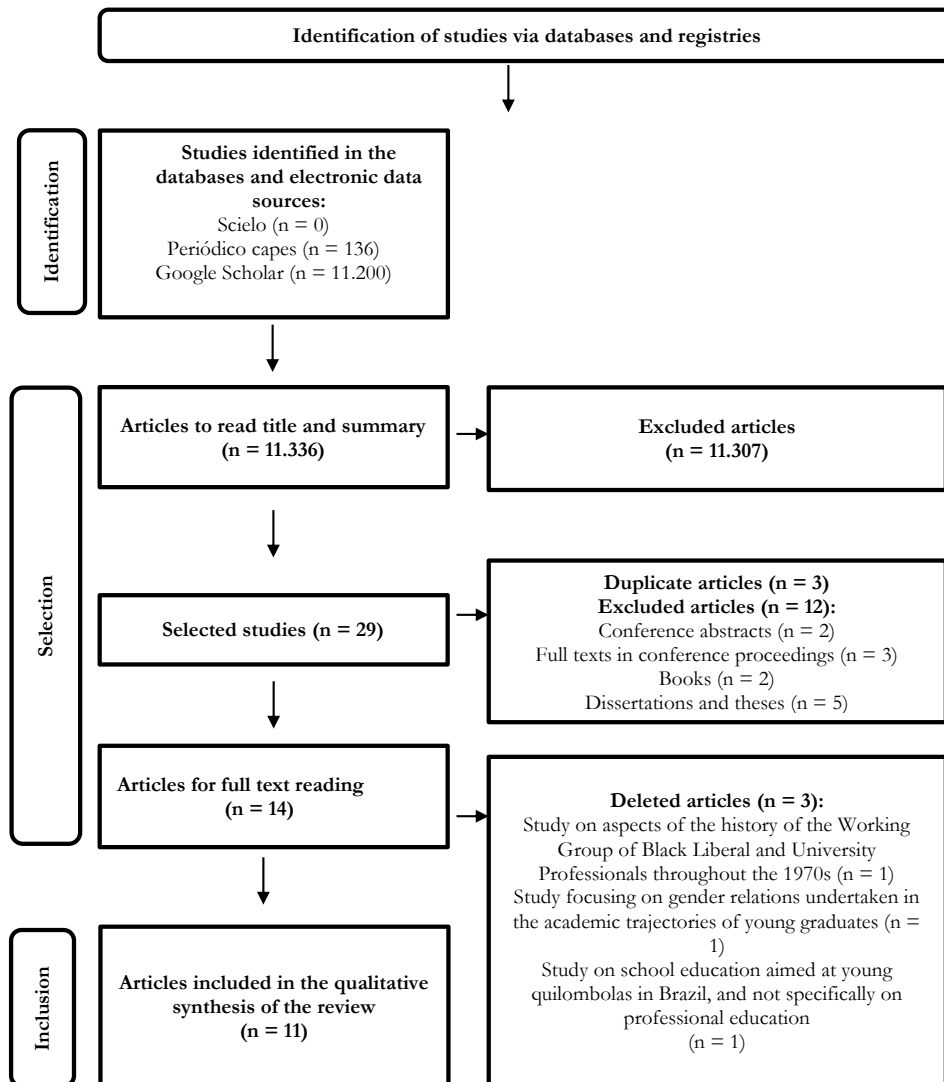 Identification of studies via databases and registries
Identification
Studies identified in the
databases and electronic data
sources:
Scielo (n = 0)
Periódico capes (n = 136)
Google Scholar (n = 11.200)
Selection
Articles to read title and summary
(n = 11.336)
Excluded articles
(n = 11.307)
Selected studies (n = 29)
Duplicate articles (n = 3)
Excluded articles (n = 12):
Conference abstracts (n = 2)
Full texts in conference proceedings (n = 3)
Books (n = 2)
Dissertations and theses (n = 5)
Articles for full text reading
(n = 14)
Deleted articles (n = 3):
Study on aspects of the history of the Working
Group of Black Liberal and University
Professionals throughout the 1970s (n = 1)
Study focusing on gender relations undertaken in
the academic trajectories of young graduates (n =
1)
Study on school education aimed at young
quilombolas in Brazil, and not specifically on
professional education
(n = 1)
Inclusion
Articles included in the qualitative
synthesis of the review
(n = 11)